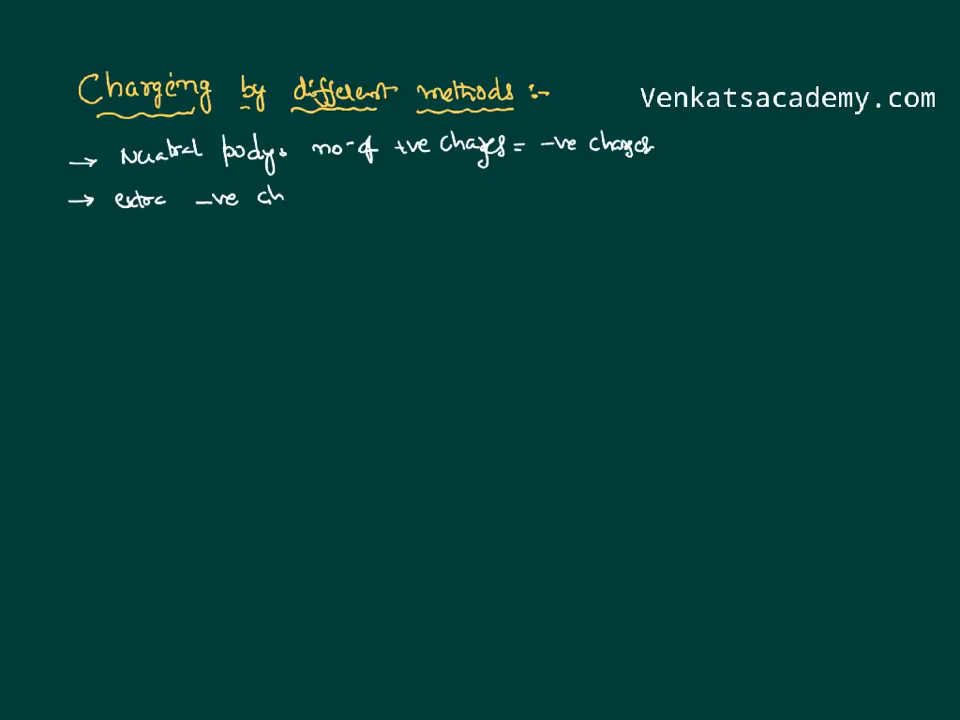 Charging by different methods :-
Venkatsacademy.com
→ Neutral body: no. of +ve charges = -ve charges
→ extra -ve ch